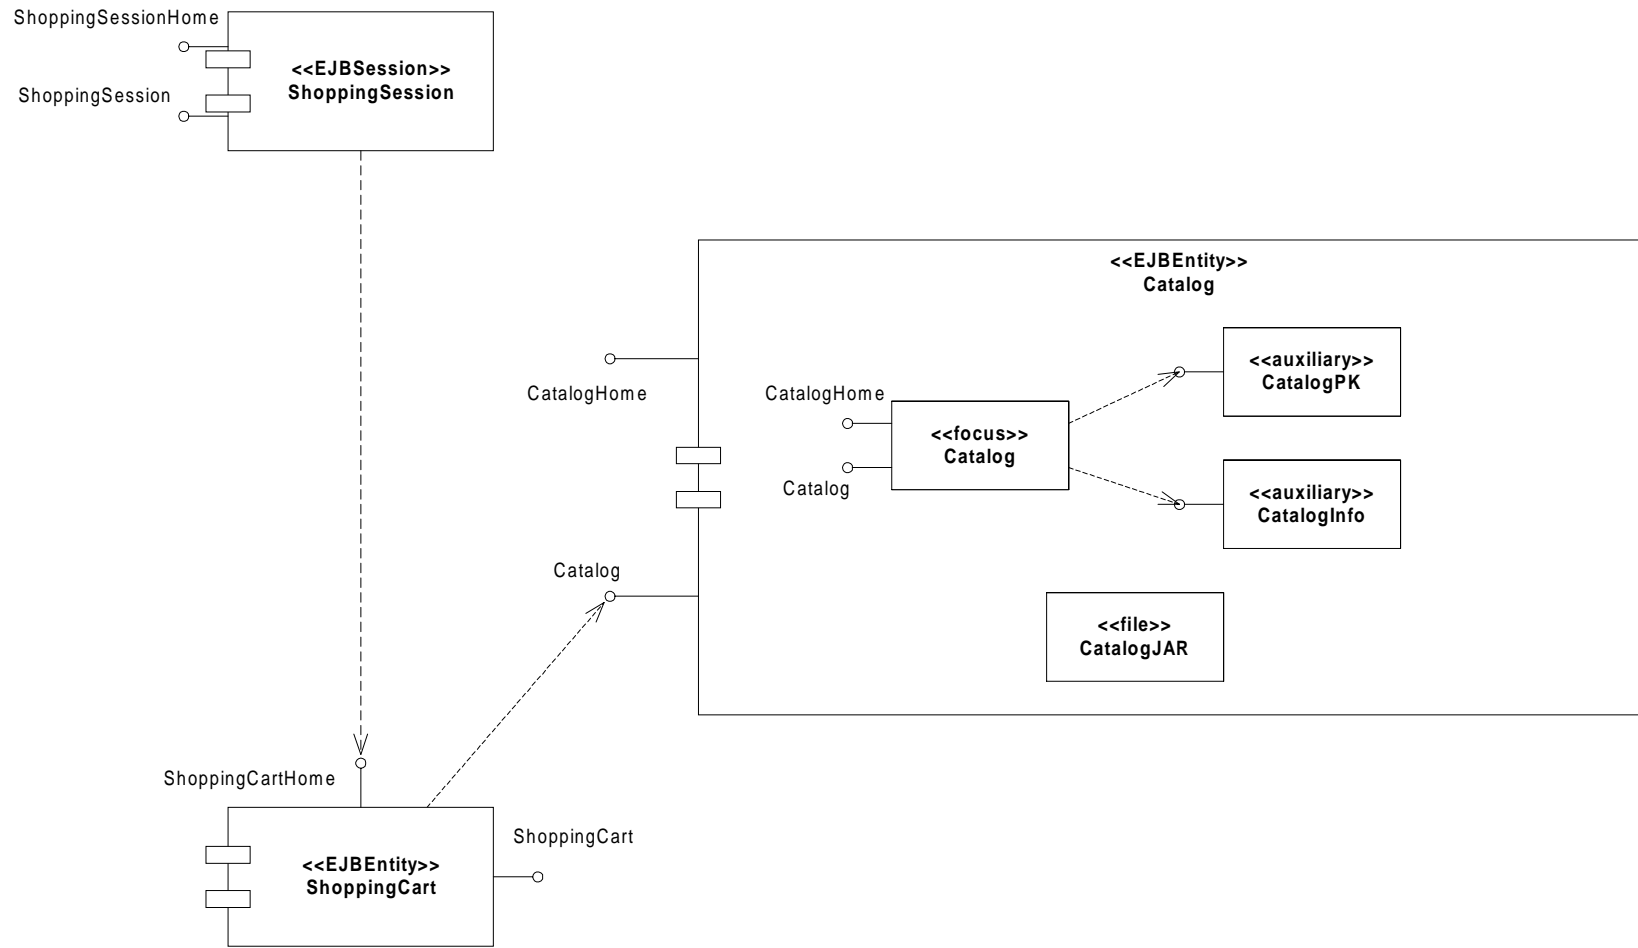 ShoppingSessionHome
<<EJBSession>>
ShoppingSession
ShoppingSession
<<EJBEntity>>
Catalog
<<auxiliary>>
CatalogPK
CatalogHome
CatalogHome
<<focus>>
Catalog
Catalog
<<auxiliary>>
CatalogInfo
Catalog
<<file>>
CatalogJAR
ShoppingCartHome
ShoppingCart
<<EJBEntity>>
ShoppingCart